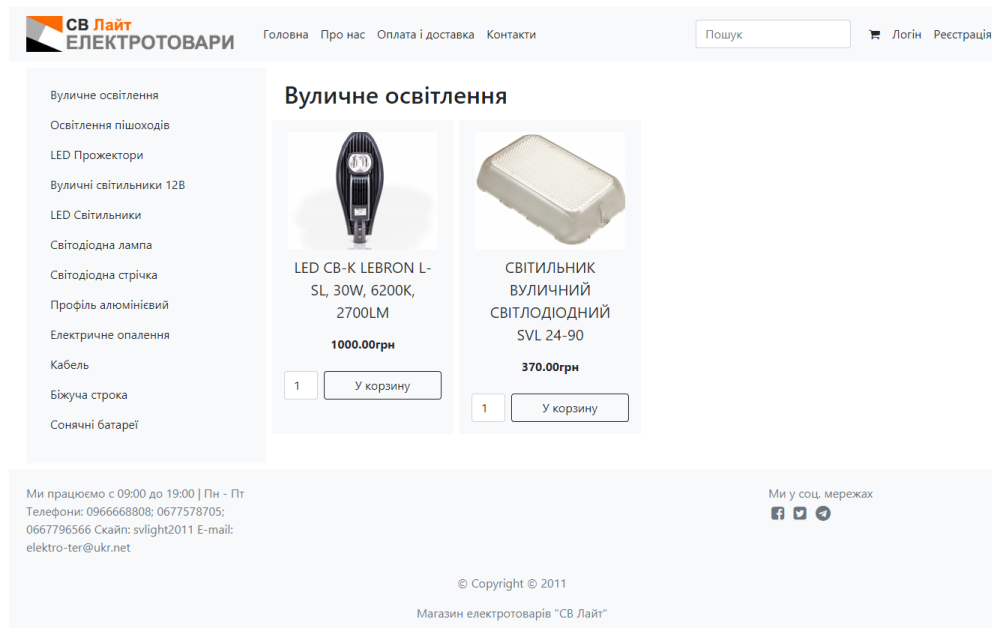 СВ Лайт
ЕЛЕКТРОТОВАРИ
Головна Про нас Оплата і доставка Контакти
Пошук
Логін Реєстрація
Вуличне освітлення
Освітлення пішоходів
LED Прожектори
Вуличні світильники 12В
LED Світильники
Світодіодна лампа
Світодіодна стрічка
Профіль алюмінієвий
Електричне опалення
Кабель
Біжуча строка
Сонячні батареї
Вуличне освітлення
LED СВ-К LEBRON L-
SL, 30W, 6200K,
2700LM
1000.00грн
1 У корзину
СВІТИЛЬНИК
ВУЛИЧНИЙ
СВІТЛОДІОДНИЙ
SVL 24-90
370.00грн
1 У корзину
Ми працюємо с 09:00 до 19:00 | Пн - Пт
Телефони: 0966668808; 0677578705;
0667796566 Скайп: svlight2011 E-mail:
elektro-ter@ukr.net
Ми у соц. мережах
© Copyright © 2011
Магазин електротоварів "СВ Лайт"